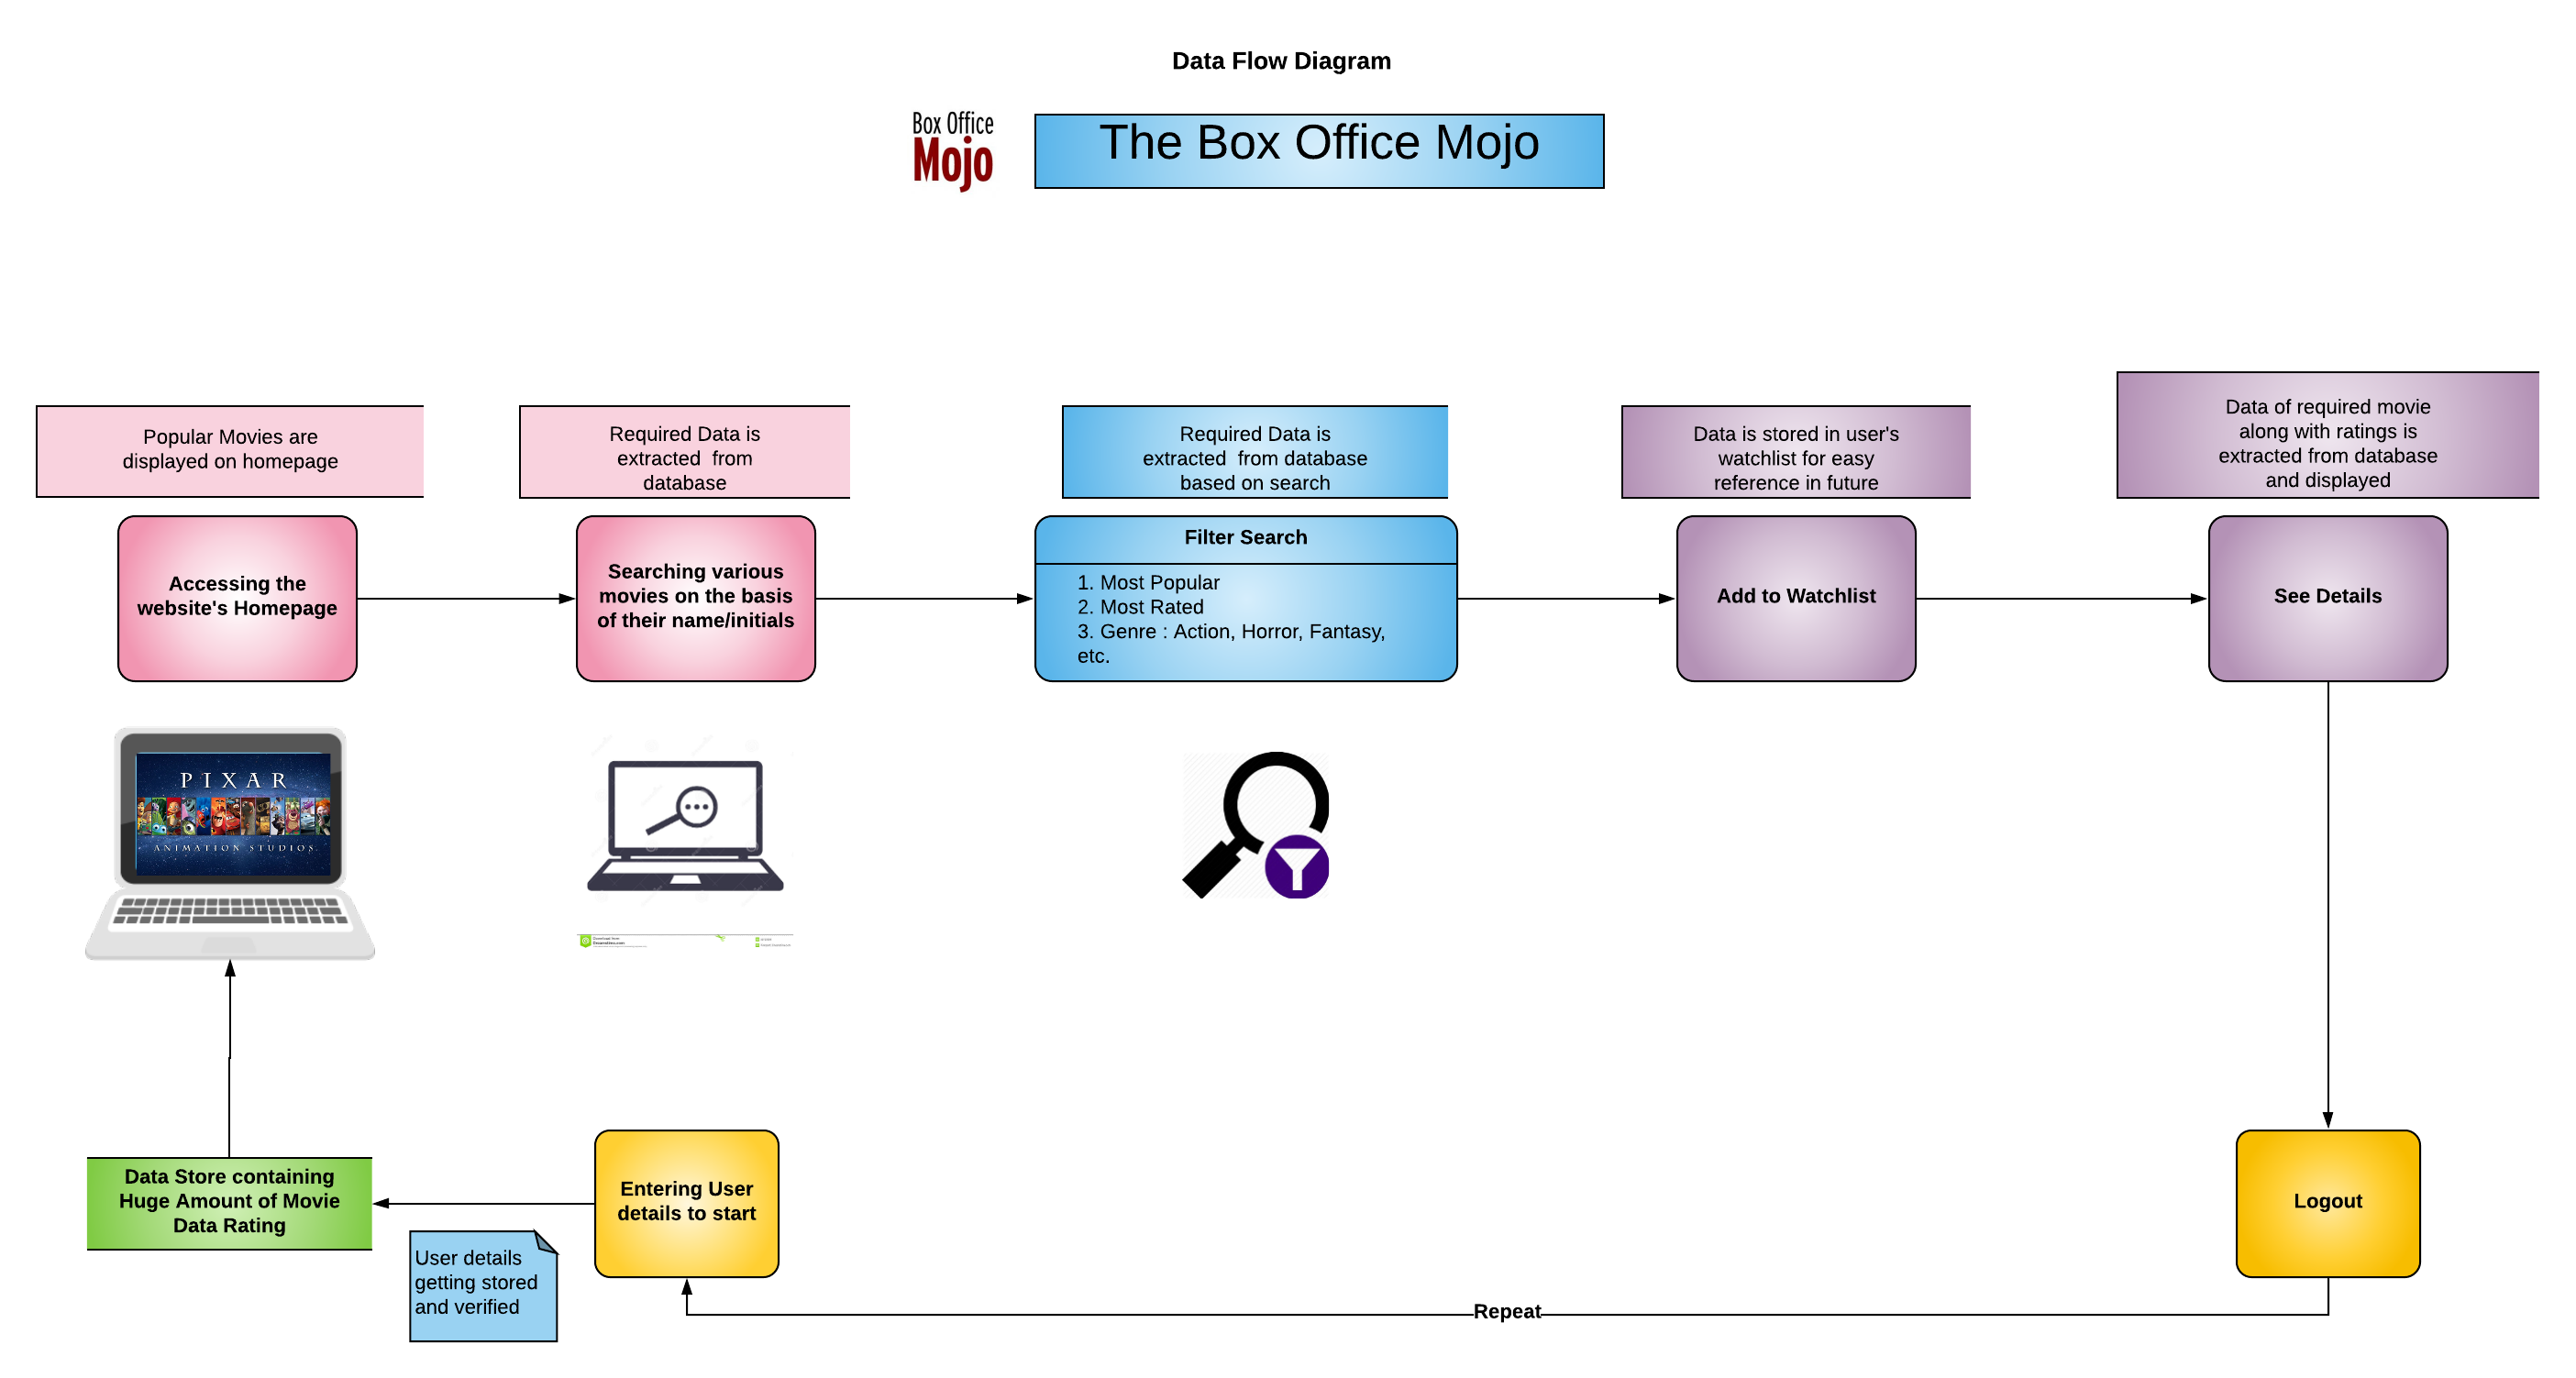 Data Flow Diagram
Box Office
Mojo
The Box Office Mojo
Popular Movies are
displayed on homepage
Required Data is
extracted  from
database
Required Data is
extracted  from database
based on search
Data is stored in user's
watchlist for easy
reference in future
Data of required movie
along with ratings is
extracted from database
and displayed
Accessing the
website's Homepage
Searching various
movies on the basis
of their name/initials
Filter Search
1. Most Popular
2. Most Rated
3. Genre : Action, Horror, Fantasy,
etc.
Add to Watchlist
See Details
PIXAR
ANIMATION STUDIOS
Data Store containing
Huge Amount of Movie
Data Rating
User details
getting stored
and verified
Entering User
details to start
Logout
Repeat